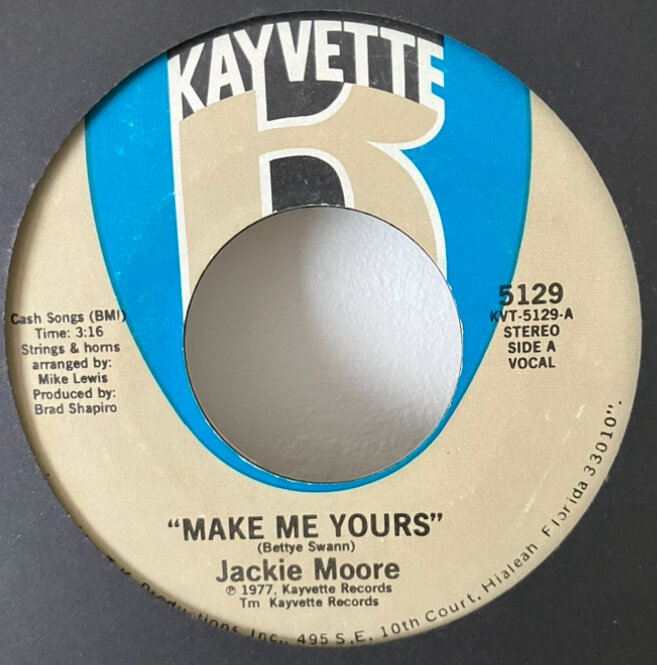 KAYVETTE
K
Cash Songs (BMI)
Time: 3:16
Strings & horns
arranged by:
Mike Lewis
Produced by:
Brad Shapiro
5129
KVT-5129-A
STEREO
SIDE A
VOCAL
"MAKE ME YOURS"
(Bettye Swann)
Jackie Moore
℗ 1977, Kayvette Records
Tm Kayvette Records
Productions Inc., 495 S.E. 10th Court, Hialeah Florida 33010".